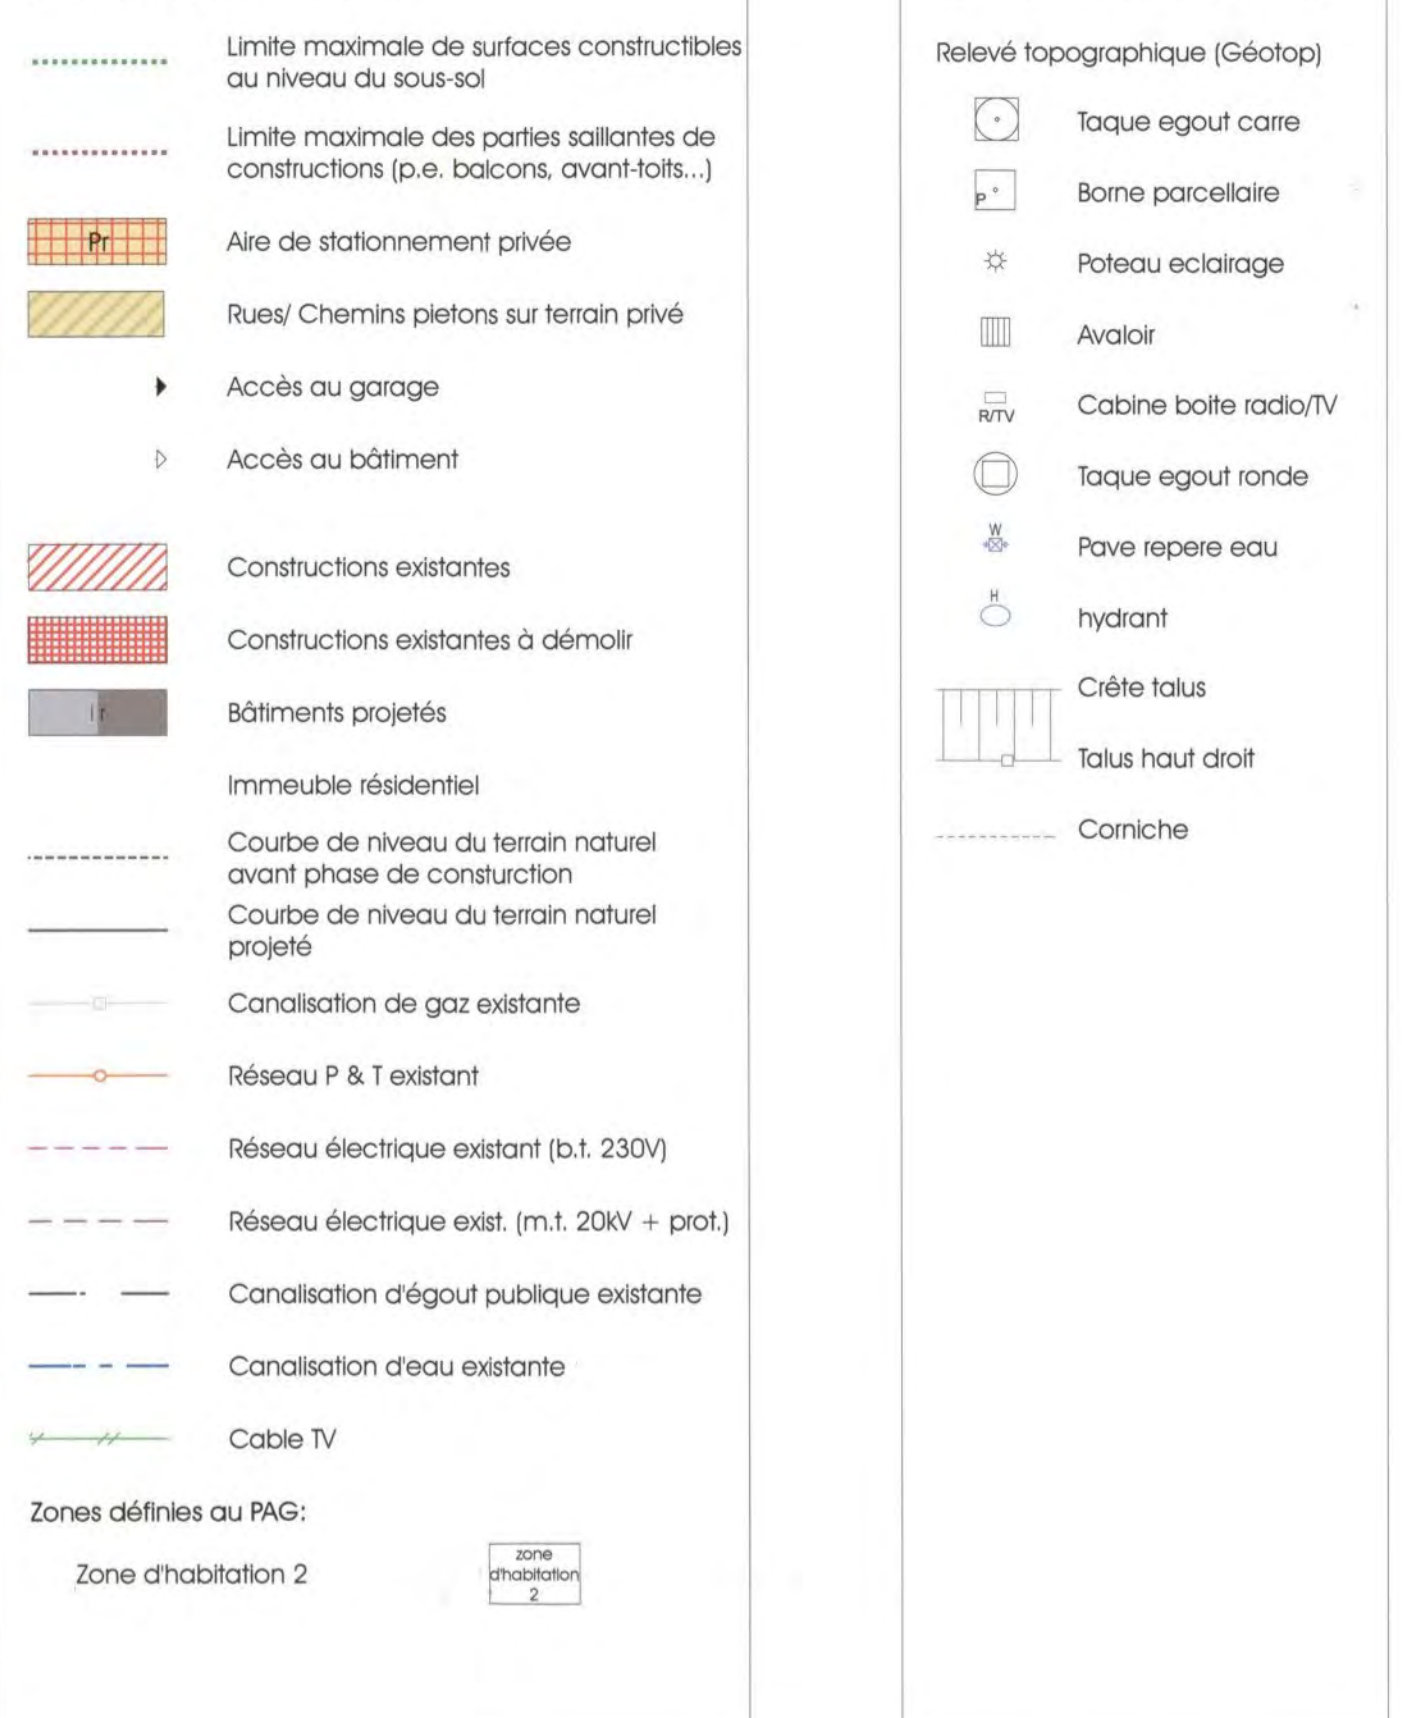 Limite maximale de surfaces constructibles
au niveau du sous-sol
Limite maximale des parties saillantes de
constructions (p.e. balcons, avant-toits...)
Pr
Aire de stationnement privée
Rues/ Chemins pietons sur terrain privé
Accès au garage
Accès au bâtiment
Constructions existantes
Constructions existantes à démolir
I r
Bâtiments projetés
Immeuble résidentiel
Courbe de niveau du terrain naturel
avant phase de consturction
Courbe de niveau du terrain naturel
projeté
Canalisation de gaz existante
Réseau P & T existant
Réseau électrique existant (b.t. 230V)
Réseau électrique exist. (m.t. 20kV + prot.)
Canalisation d'égout publique existante
Canalisation d'eau existante
Cable TV
Zones définies au PAG:
Zone d'habitation 2
zone
d'habitation
2
Relevé topographique (Géotop)
Taque egout carre
P
Borne parcellaire
Poteau eclairage
Avaloir
R/TV
Cabine boite radio/TV
Taque egout ronde
W
Pave repere eau
H
hydrant
Crête talus
Talus haut droit
Corniche